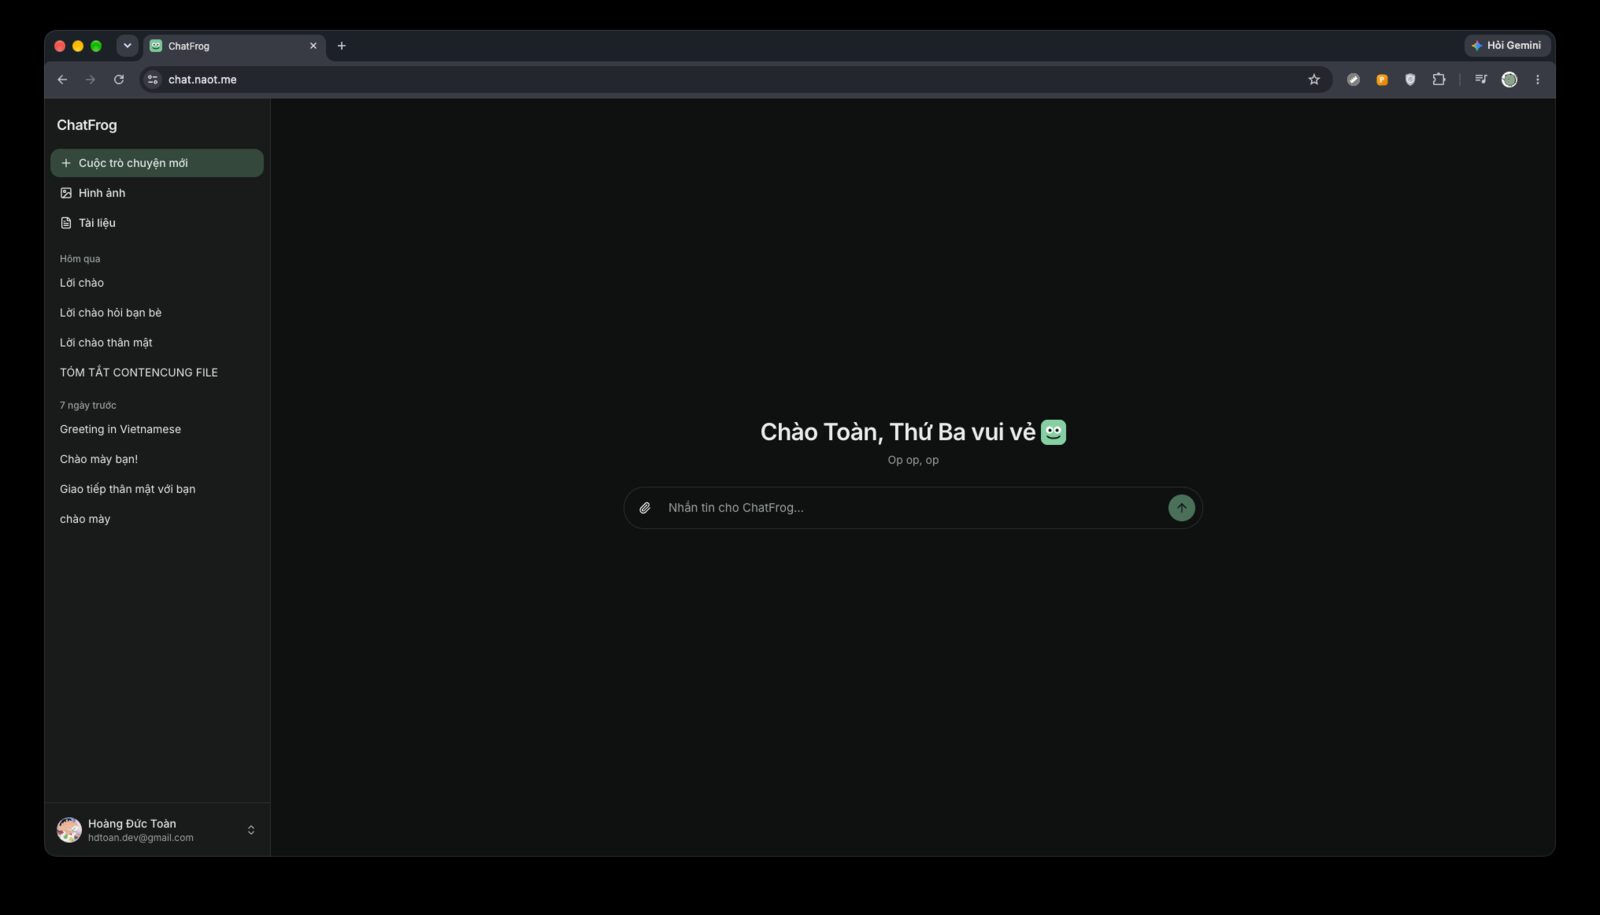 ChatFrog
Hỏi Gemini
chat.naot.me
ChatFrog
Cuộc trò chuyện mới
Hình ảnh
Tài liệu
Hôm qua
Lời chào
Lời chào hỏi bạn bè
Lời chào thân mật
TÓM TẮT CONTENCUNG FILE
7 ngày trước
Greeting in Vietnamese
Chào mày bạn!
Giao tiếp thân mật với bạn
chào mày
Hoàng Đức Toàn
hdtoan.dev@gmail.com
Chào Toàn, Thứ Ba vui vẻ
Op op, op
Nhắn tin cho ChatFrog...